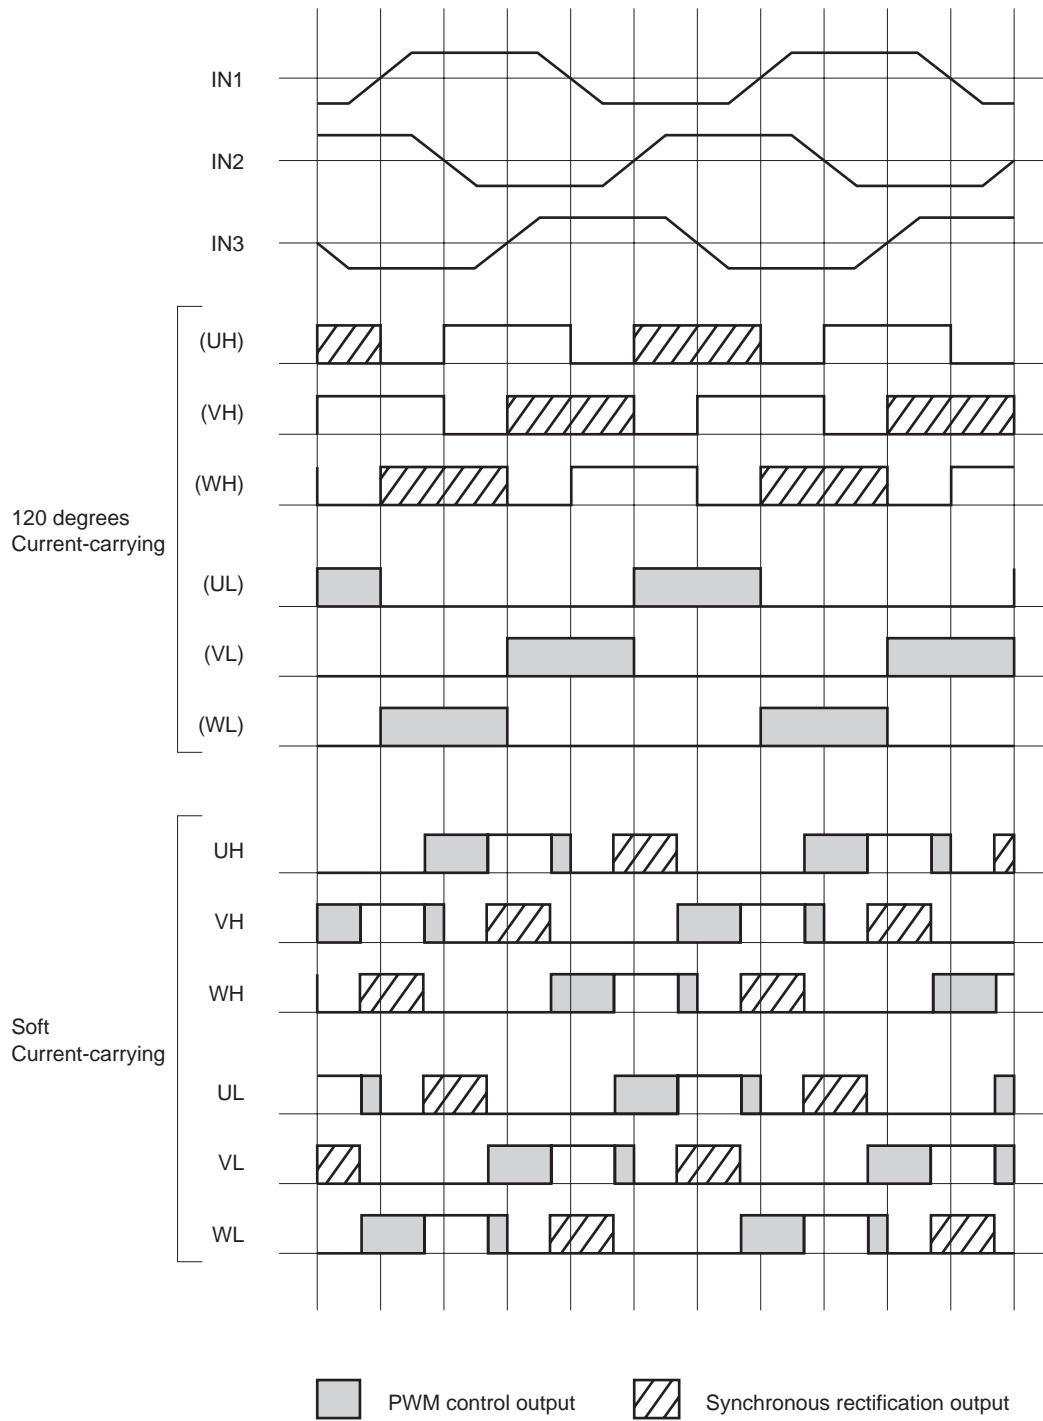 IN1
IN2
IN3
(UH)
(VH)
(WH)
120 degrees
Current-carrying
(UL)
(VL)
(WL)
UH
VH
WH
Soft
Current-carrying
UL
VL
WL
PWM control output
Synchronous rectification output